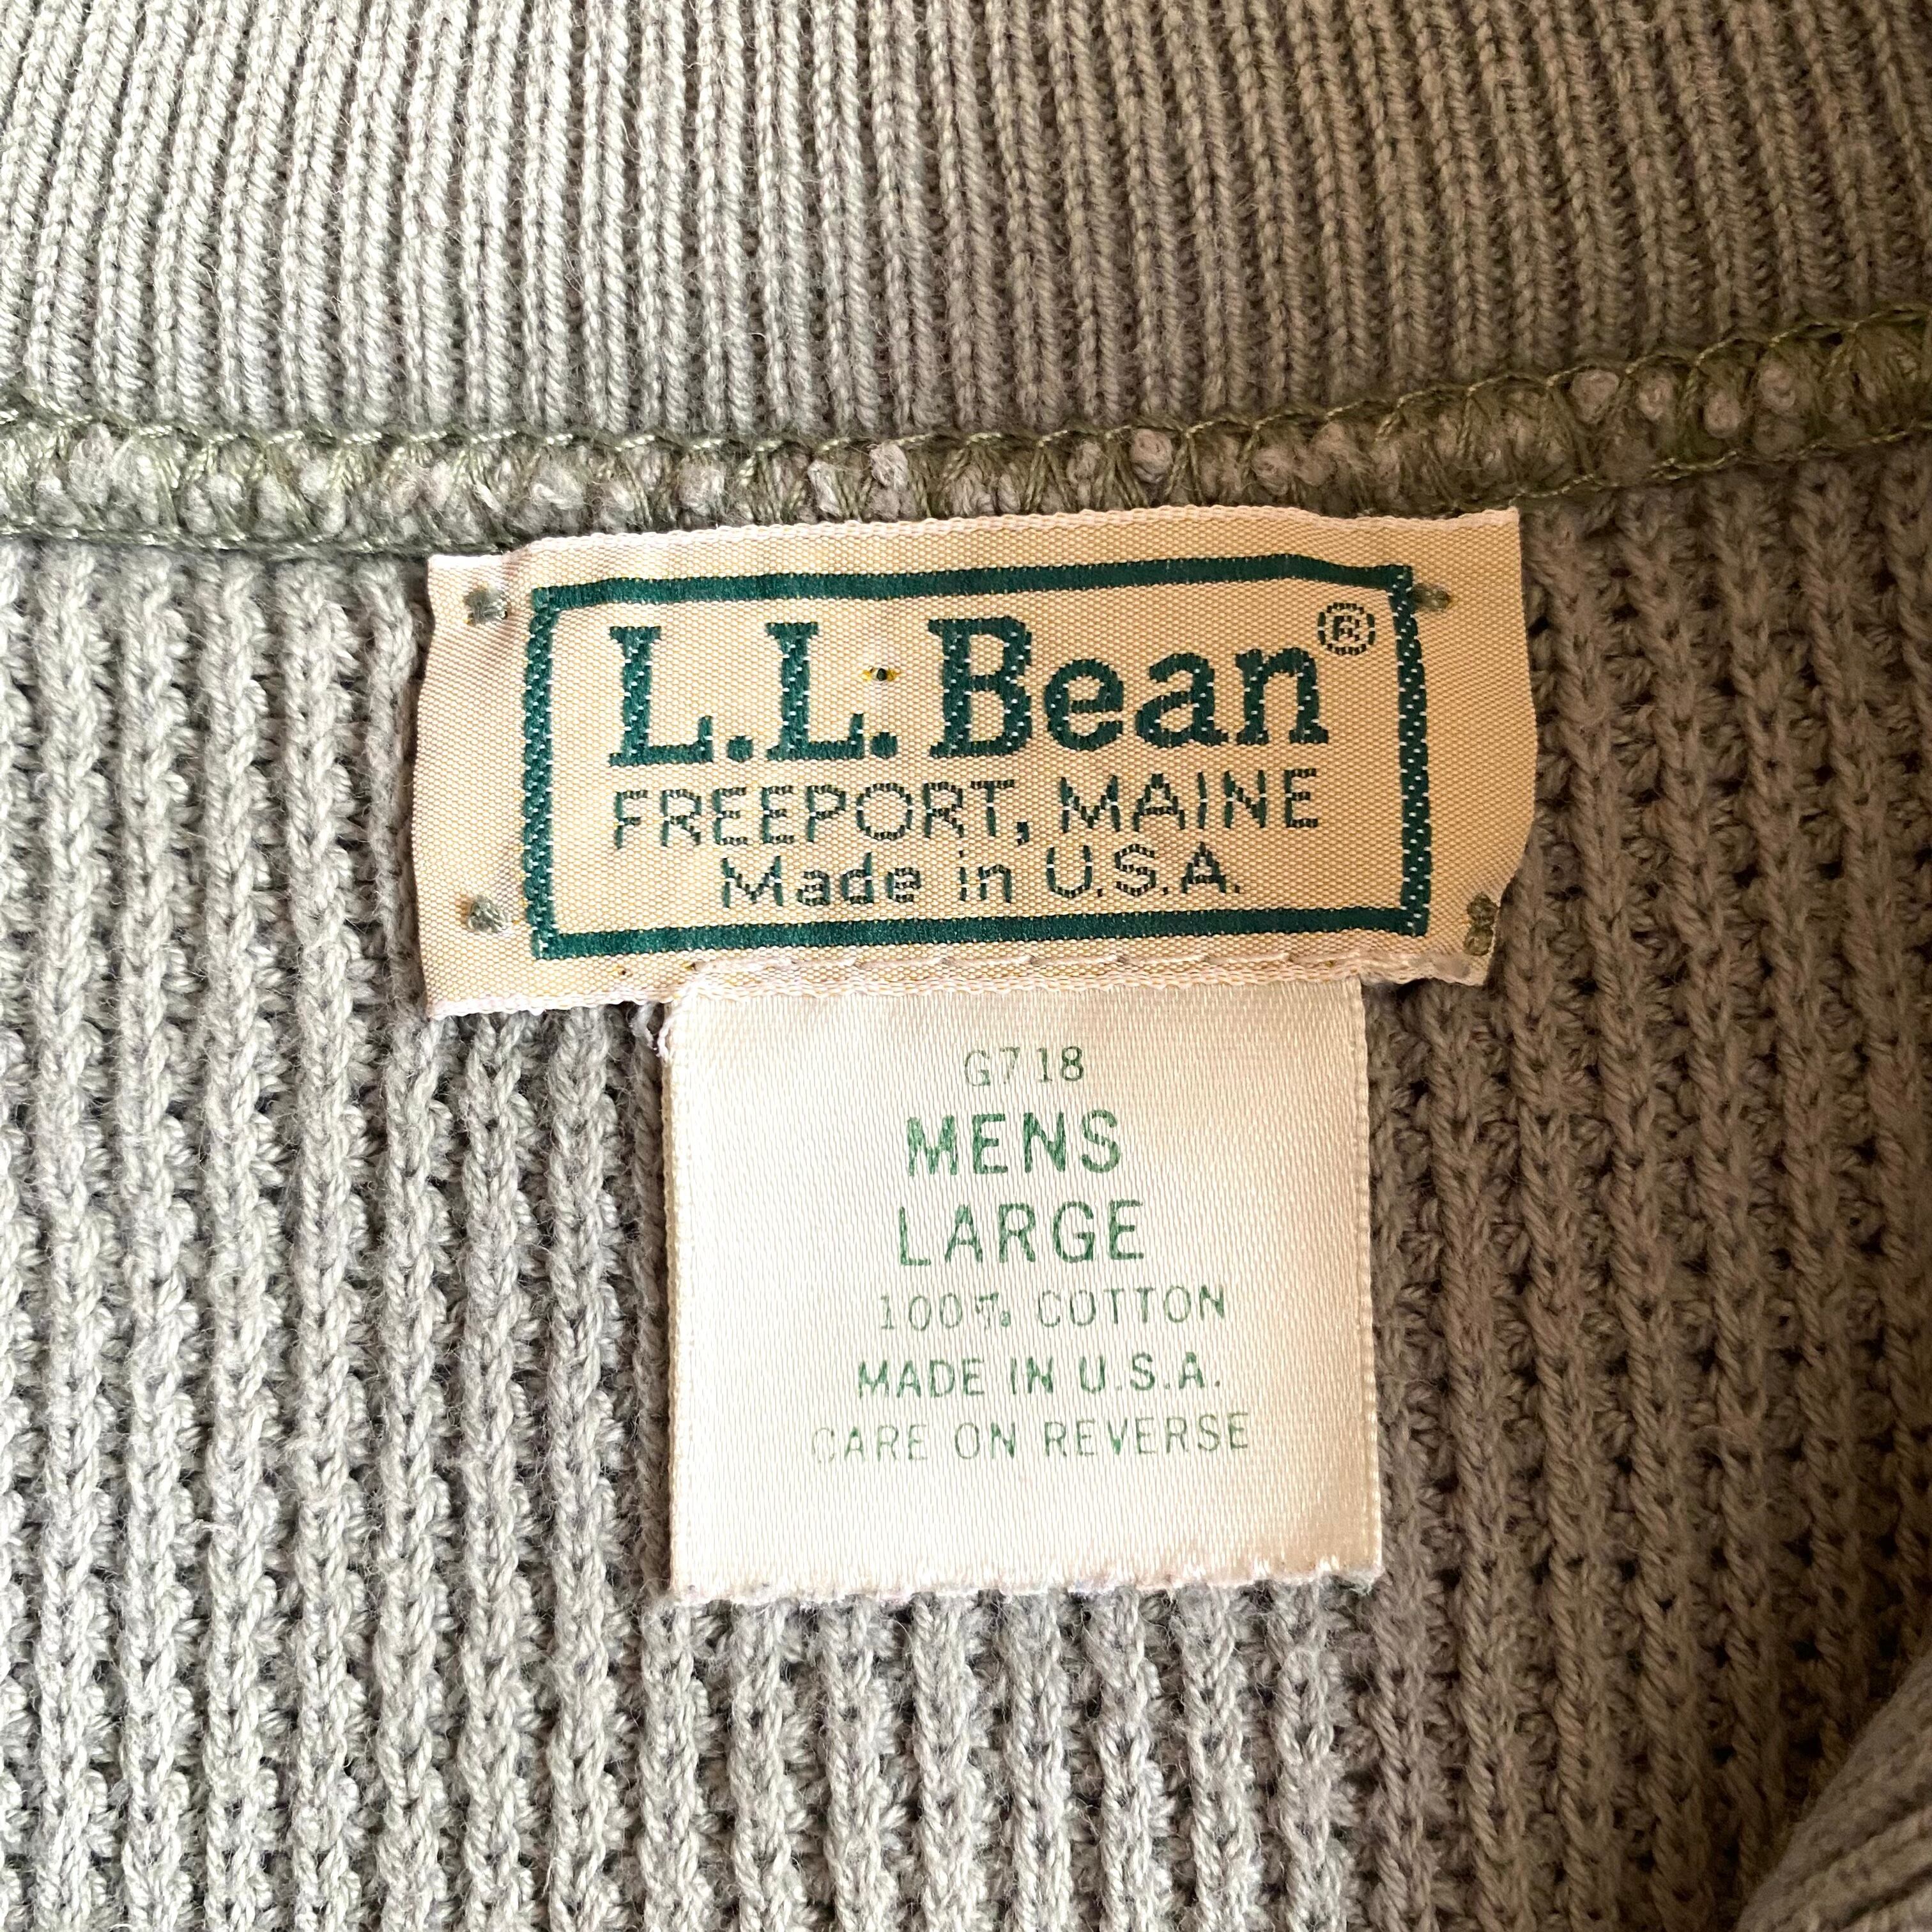 L.L.Bean®
FREEPORT, MAINE
Made in U.S.A.
G718
MENS
LARGE
100% COTTON
MADE IN U.S.A.
CARE ON REVERSE